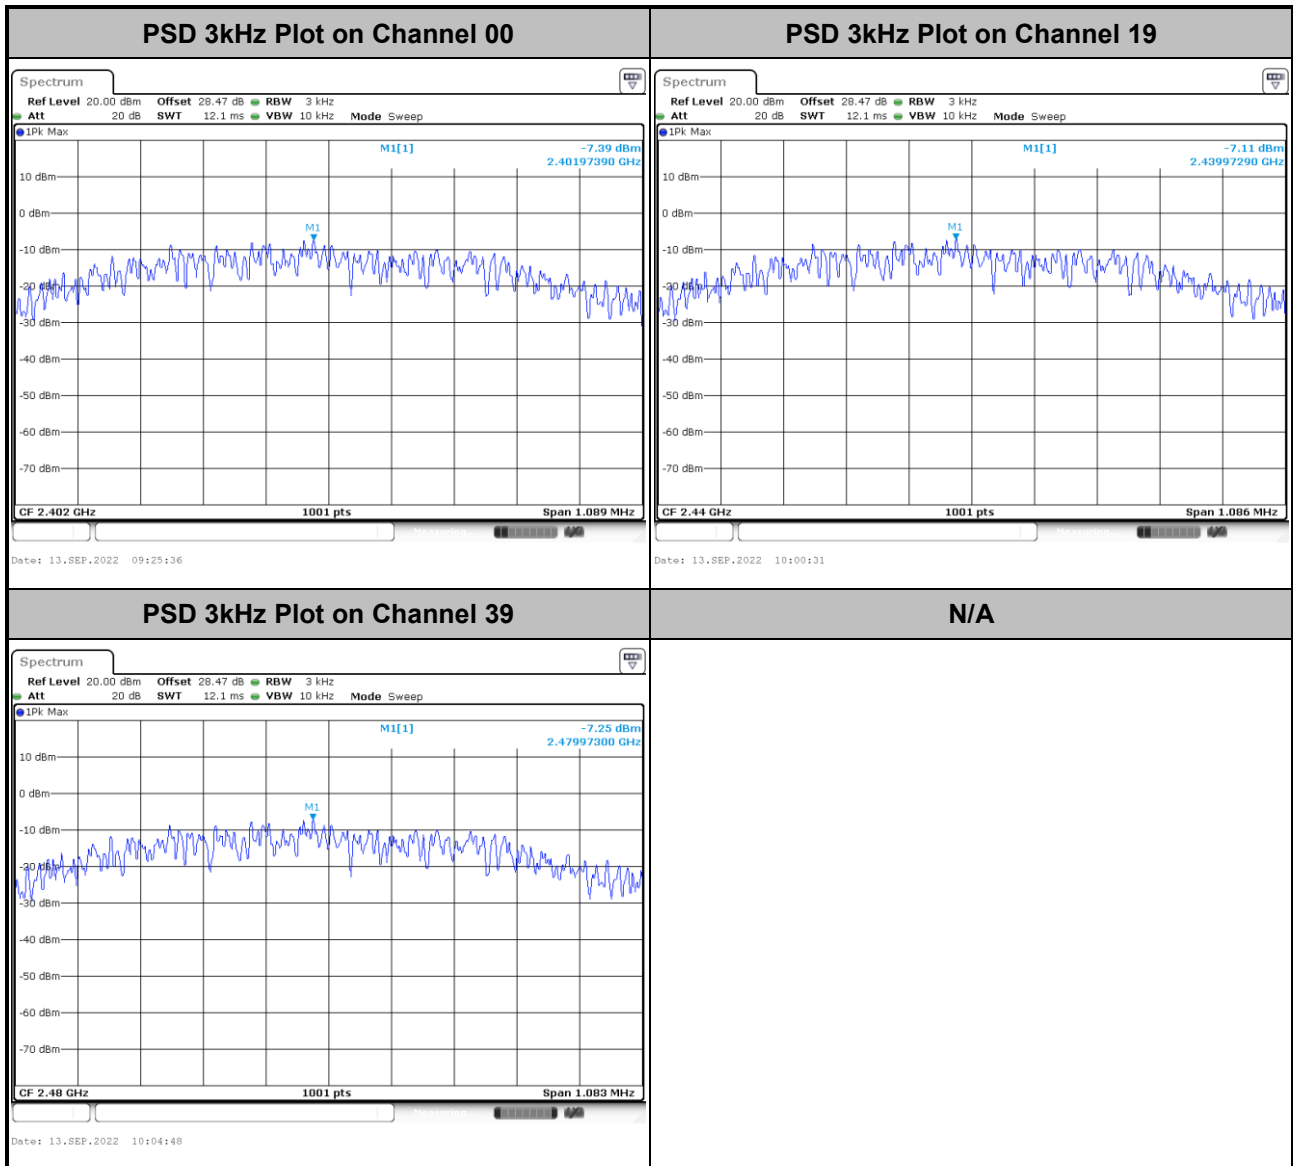 PSD 3kHz Plot on Channel 00
PSD 3kHz Plot on Channel 19
Spectrum
Ref Level 20.00 dBm Offset 28.47 dB RBW 3 kHz
Att 20 dB SWT 12.1 ms VBW 10 kHz Mode Sweep
1Pk Max
M1[1] -7.39 dBm
2.40197390 GHz
10 dBm
0 dBm
M1
-10 dBm
-20 dBm
-30 dBm
-40 dBm
-50 dBm
-60 dBm
-70 dBm
CF 2.402 GHz 1001 pts Span 1.089 MHz
Measuring...
Date: 13.SEP.2022 09:25:36
Spectrum
Ref Level 20.00 dBm Offset 28.47 dB RBW 3 kHz
Att 20 dB SWT 12.1 ms VBW 10 kHz Mode Sweep
1Pk Max
M1[1] -7.11 dBm
2.43997290 GHz
10 dBm
0 dBm
M1
-10 dBm
-20 dBm
-30 dBm
-40 dBm
-50 dBm
-60 dBm
-70 dBm
CF 2.44 GHz 1001 pts Span 1.086 MHz
Measuring...
Date: 13.SEP.2022 10:00:31
PSD 3kHz Plot on Channel 39
N/A
Spectrum
Ref Level 20.00 dBm Offset 28.47 dB RBW 3 kHz
Att 20 dB SWT 12.1 ms VBW 10 kHz Mode Sweep
1Pk Max
M1[1] -7.25 dBm
2.47997300 GHz
10 dBm
0 dBm
M1
-10 dBm
-20 dBm
-30 dBm
-40 dBm
-50 dBm
-60 dBm
-70 dBm
CF 2.48 GHz 1001 pts Span 1.083 MHz
Measuring...
Date: 13.SEP.2022 10:04:48